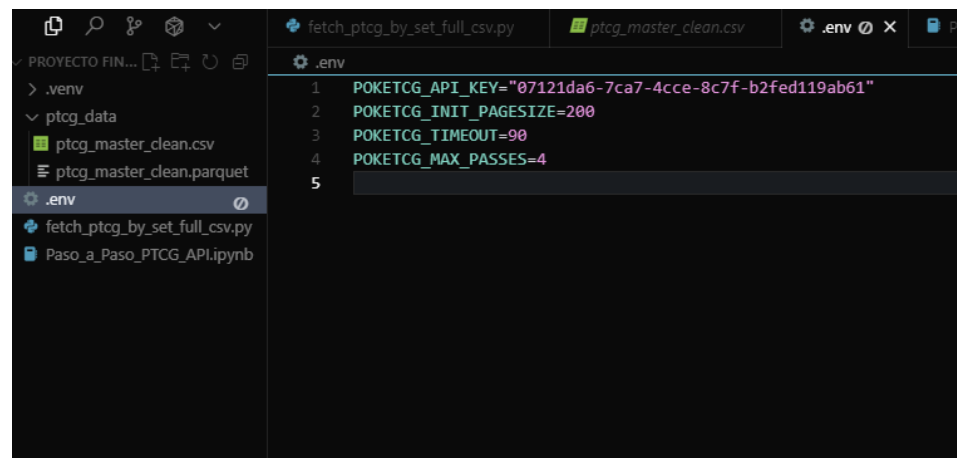 fetch_ptcg_by_set_full_csv.py ptcg_master_clean.csv .env
PROYECTO FIN...
.env
.venv
ptcg_data
ptcg_master_clean.csv
ptcg_master_clean.parquet
.env
fetch_ptcg_by_set_full_csv.py
Paso_a_Paso_PTCG_API.ipynb
1 POKETCG_API_KEY="07121da6-7ca7-4cce-8c7f-b2fed119ab61"
2 POKETCG_INIT_PAGESIZE=200
3 POKETCG_TIMEOUT=90
4 POKETCG_MAX_PASSES=4
5